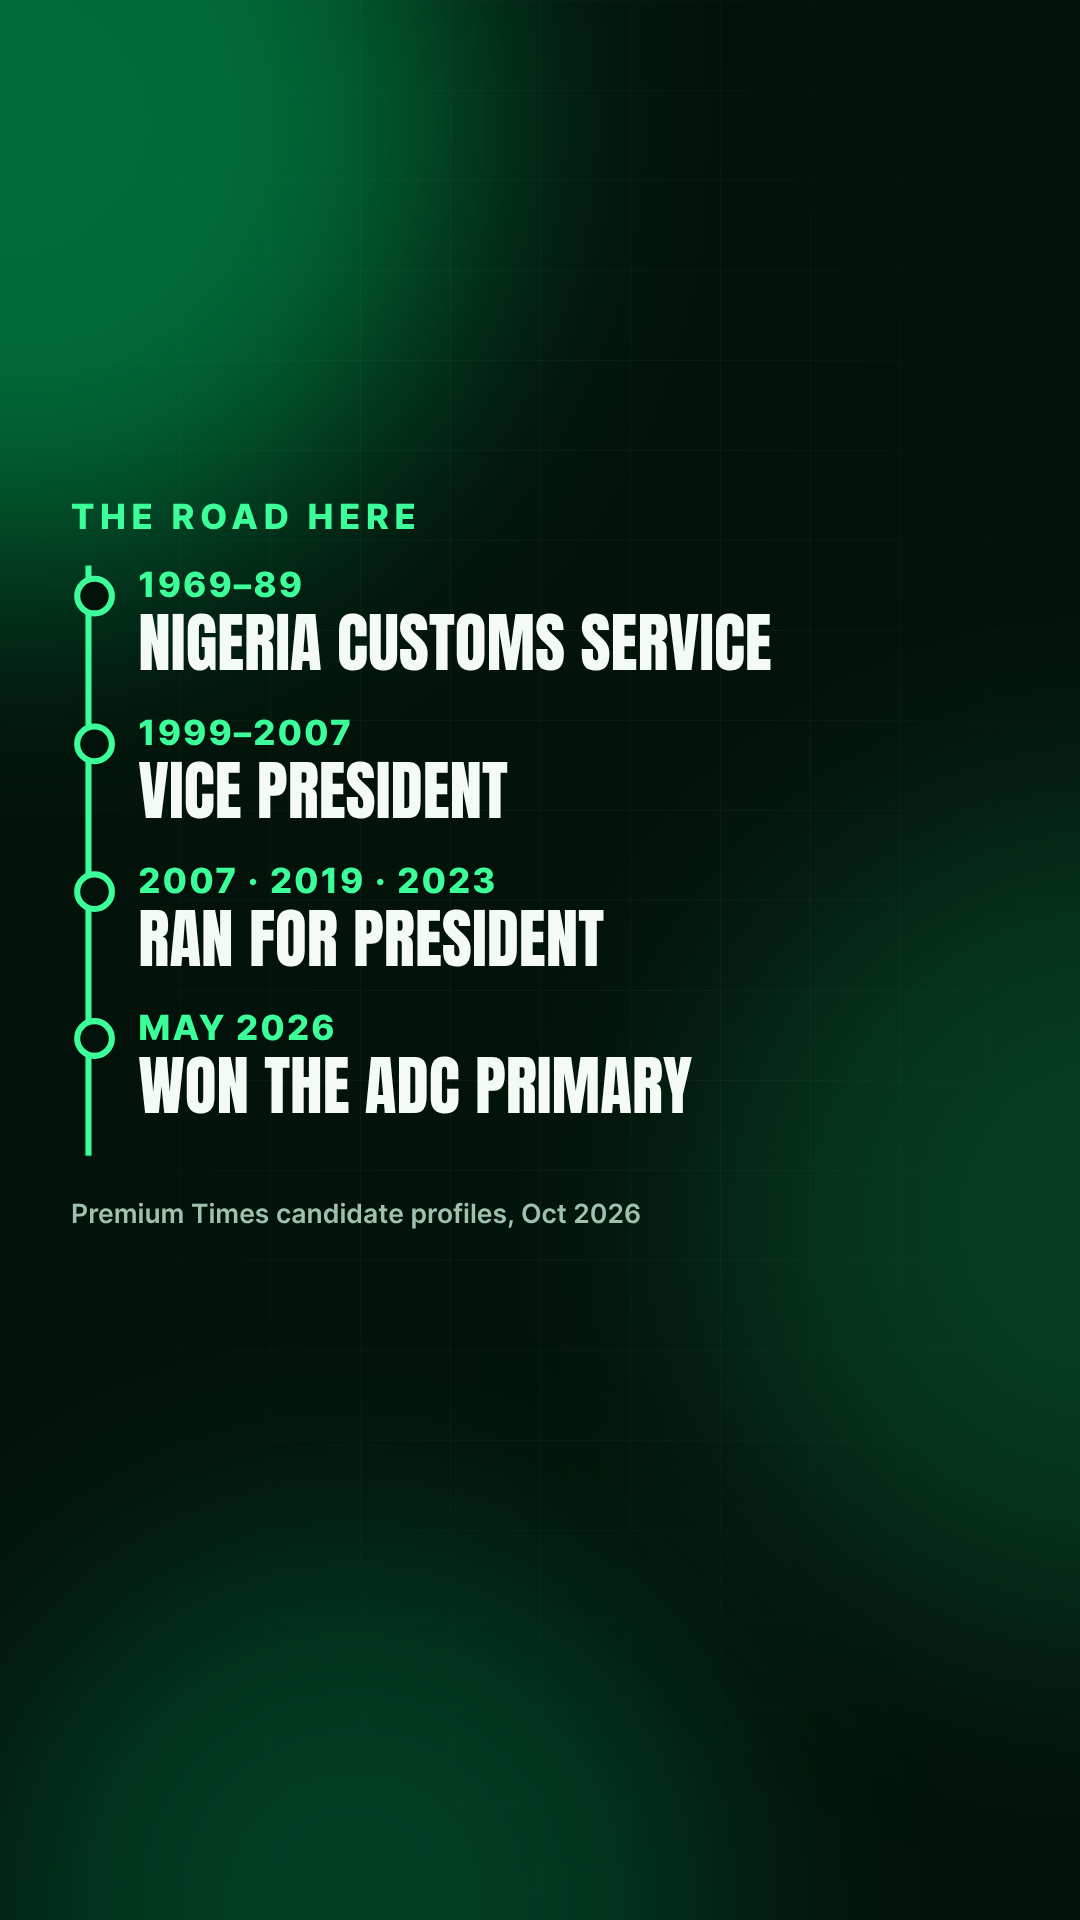 THE ROAD HERE
1969–89
NIGERIA CUSTOMS SERVICE
1999–2007
VICE PRESIDENT
2007 · 2019 · 2023
RAN FOR PRESIDENT
MAY 2026
WON THE ADC PRIMARY
Premium Times candidate profiles, Oct 2026